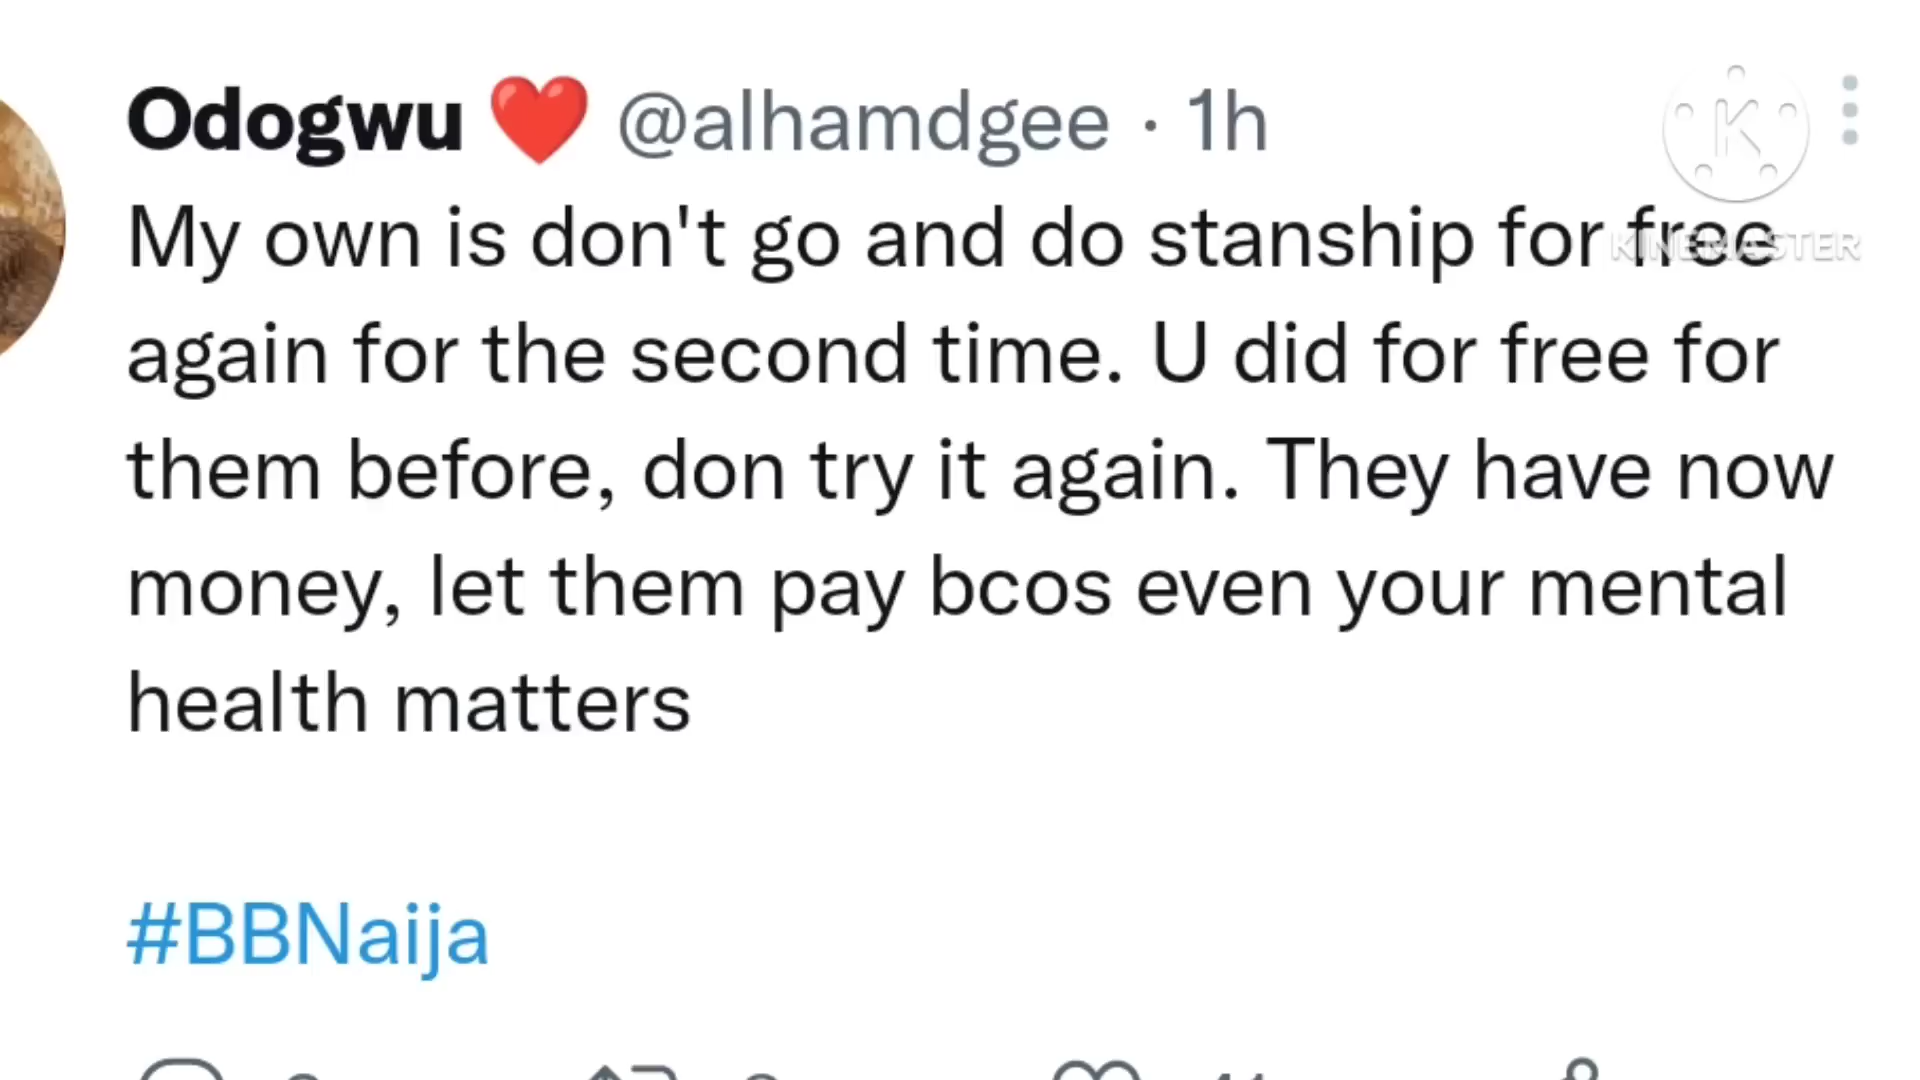 Odogwu ❤️ @alhamdgee · 1h
My own is don't go and do stanship for free
again for the second time. U did for free for
them before, don try it again. They have now
money, let them pay bcos even your mental
health matters
#BBNaija
KINEMASTER